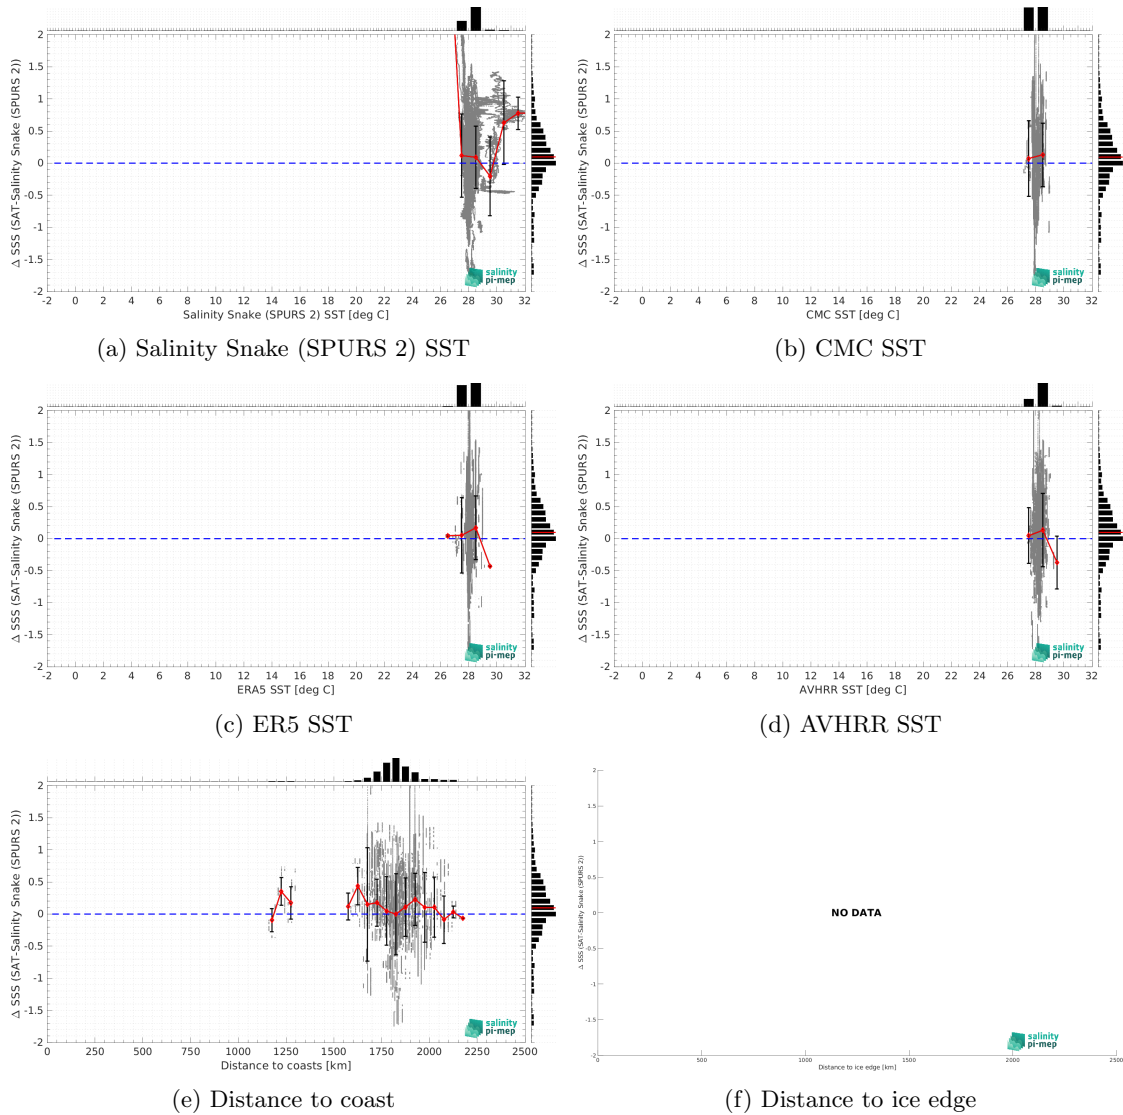 2
1.5
1
0.5
0
-0.5
-1
-1.5
-2
Δ SSS (SAT-Salinity Snake (SPURS 2))
salinity
pi-mep
-2 0 2 4 6 8 10 12 14 16 18 20 22 24 26 28 30 32
Salinity Snake (SPURS 2) SST [deg C]
(a) Salinity Snake (SPURS 2) SST
2
1.5
1
0.5
0
-0.5
-1
-1.5
-2
Δ SSS (SAT-Salinity Snake (SPURS 2))
salinity
pi-mep
-2 0 2 4 6 8 10 12 14 16 18 20 22 24 26 28 30 32
CMC SST [deg C]
(b) CMC SST
2
1.5
1
0.5
0
-0.5
-1
-1.5
-2
Δ SSS (SAT-Salinity Snake (SPURS 2))
salinity
pi-mep
-2 0 2 4 6 8 10 12 14 16 18 20 22 24 26 28 30 32
ERA5 SST [deg C]
(c) ER5 SST
2
1.5
1
0.5
0
-0.5
-1
-1.5
-2
Δ SSS (SAT-Salinity Snake (SPURS 2))
salinity
pi-mep
-2 0 2 4 6 8 10 12 14 16 18 20 22 24 26 28 30 32
AVHRR SST [deg C]
(d) AVHRR SST
2
1.5
1
0.5
0
-0.5
-1
-1.5
-2
Δ SSS (SAT-Salinity Snake (SPURS 2))
salinity
pi-mep
0 250 500 750 1000 1250 1500 1750 2000 2250 2500
Distance to coasts [km]
(e) Distance to coast
2
1.5
1
0.5
0
-0.5
-1
-1.5
-2
Δ SSS (SAT-Salinity Snake (SPURS 2))
NO DATA
salinity
pi-mep
0 500 1000 1500 2000 2500
Distance to ice edge [km]
(f) Distance to ice edge